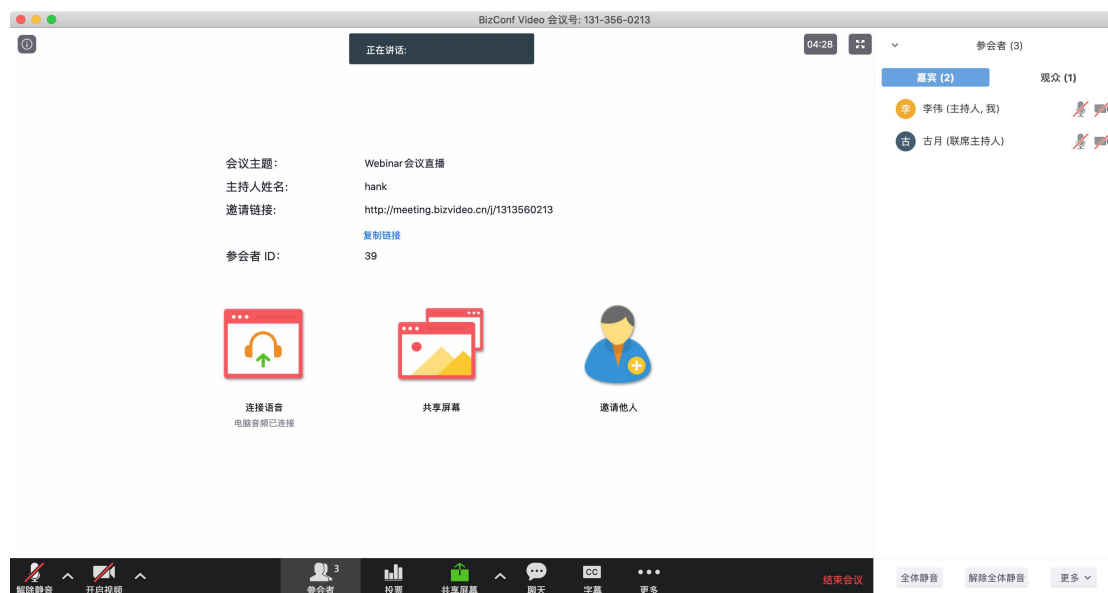 BizConf Video 会议号: 131-356-0213
正在讲话:
04:28
参会者 (3)
嘉宾 (2)
观众 (1)
李 李伟 (主持人, 我)
古 古月 (联席主持人)
会议主题: Webinar会议直播
主持人姓名: hank
邀请链接: http://meeting.bizvideo.cn/j/1313560213
复制链接
参会者 ID: 39
连接语音
电脑音频已连接
共享屏幕
邀请他人
解除静音
开启视频
3
参会者
投票
共享屏幕
聊天
CC
字幕
更多
结束会议
全体静音
解除全体静音
更多